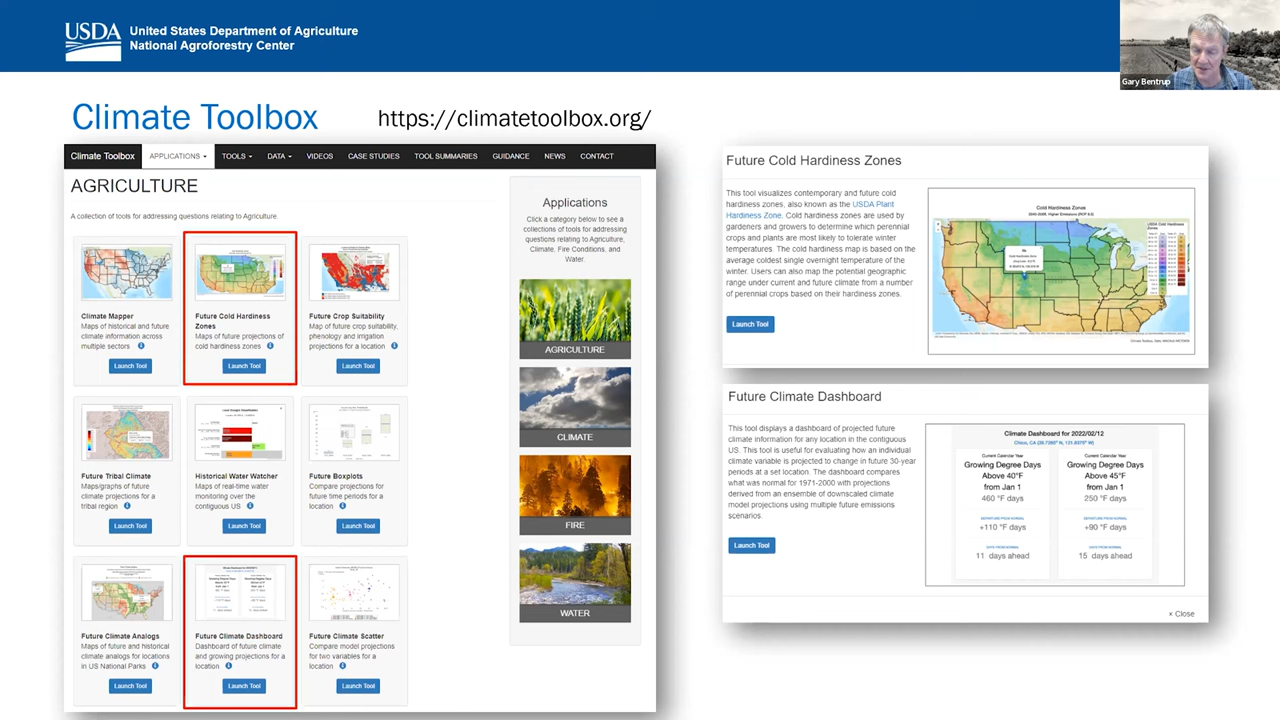 USDA
United States Department of Agriculture
National Agroforestry Center
Gary Bentrup
Climate Toolbox
https://climatetoolbox.org/
Climate Toolbox
APPLICATIONS
TOOLS
DATA
VIDEOS
CASE STUDIES
TOOL SUMMARIES
GUIDANCE
NEWS
CONTACT
AGRICULTURE
A collection of tools for addressing questions relating to Agriculture.
Climate Mapper
Maps of historical and future
climate information across
multiple sectors
Launch Tool
Future Cold Hardiness
Zones
Maps of future projections of
cold hardiness zones
Launch Tool
Future Crop Suitability
Map of future crop suitability,
phenology and irrigation
projections for a location
Launch Tool
Future Tribal Climate
Maps/graphs of future
climate projections for a
tribal region
Launch Tool
Historical Water Watcher
Maps of real-time water
monitoring over the
contiguous US
Launch Tool
Future Boxplots
Compare projections for
future time periods for a
location
Launch Tool
Future Climate Analogs
Maps of future and historical
climate analogs for locations
in US National Parks
Launch Tool
Future Climate Dashboard
Dashboard of future climate
and growing projections for a
location
Launch Tool
Future Climate Scatter
Compare model projections
for two variables for a
location
Launch Tool
Applications
Click a category below to see a
collections of tools for addressing
questions relating to Agriculture,
Climate, Fire Conditions, and
Water.
AGRICULTURE
CLIMATE
FIRE
WATER
Future Cold Hardiness Zones
This tool visualizes contemporary and future cold
hardiness zones, also known as the USDA Plant
Hardiness Zone. Cold hardiness zones are used by
gardeners and growers to determine which perennial
crops and plants are most likely to tolerate winter
temperatures. The cold hardiness map is based on the
average coldest single overnight temperature of the
winter. Users can also map the potential geographic
range under current and future climate from a number
of perennial crops based on their hardiness zones.
Launch Tool
Cold Hardiness Zones
Future Climate Dashboard
This tool displays a dashboard of projected future
climate information for any location in the contiguous
US. This tool is useful for evaluating how an individual
climate variable is projected to change in future 30-year
periods at a set location. The dashboard compares
what was normal for 1971-2000 with projections
derived from an ensemble of downscaled climate
model projections using multiple future emissions
scenarios.
Launch Tool
Climate Dashboard for 2022/02/12
Current Calendar Year
Growing Degree Days
Above 40°F
from Jan 1
460 °F days
DEPARTURE FROM NORMAL
+110 °F days
DAYS FROM NORMAL
11 days ahead
Current Calendar Year
Growing Degree Days
Above 45°F
from Jan 1
250 °F days
DEPARTURE FROM NORMAL
+90 °F days
DAYS FROM NORMAL
15 days ahead
× Close